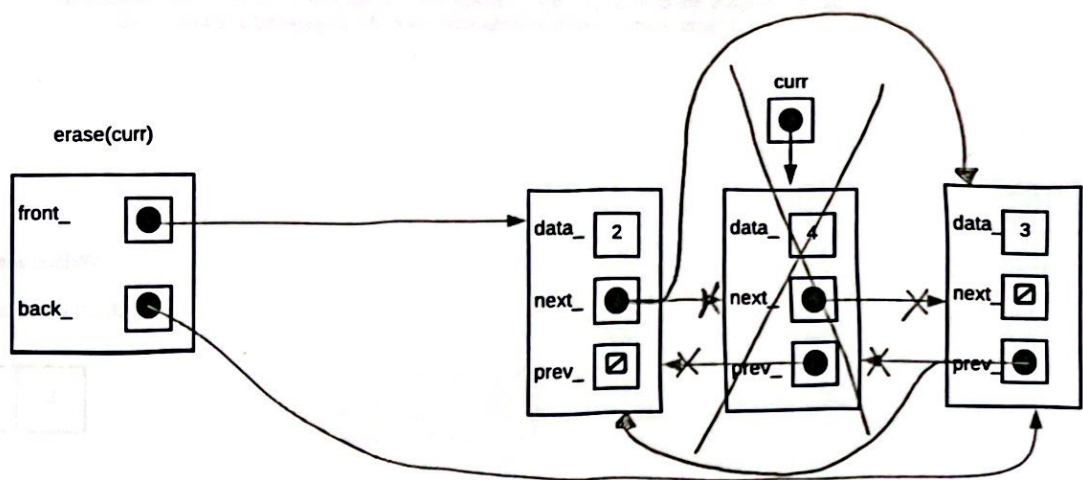 curr
erase(curr)
front_
back_
data_ 2
next_
prev_
data_ 4
next_
prev_
data_ 3
next_
prev_